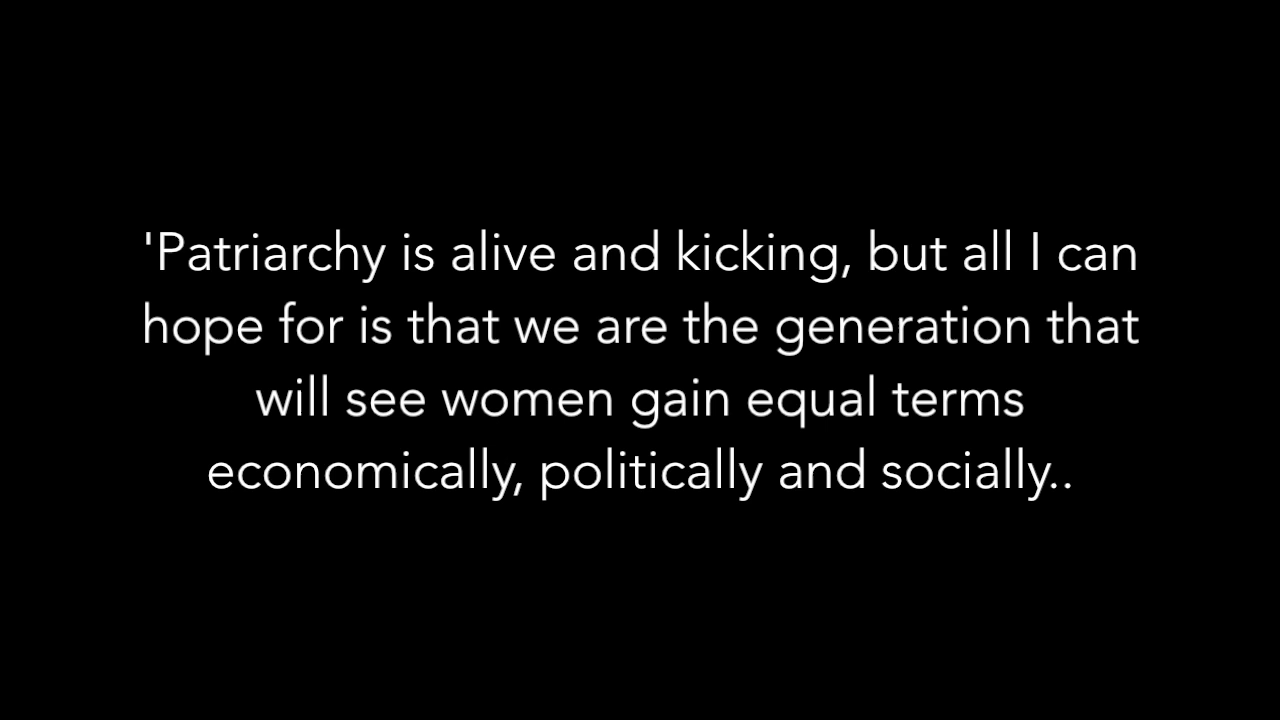 'Patriarchy is alive and kicking, but all I can
hope for is that we are the generation that
will see women gain equal terms
economically, politically and socially..